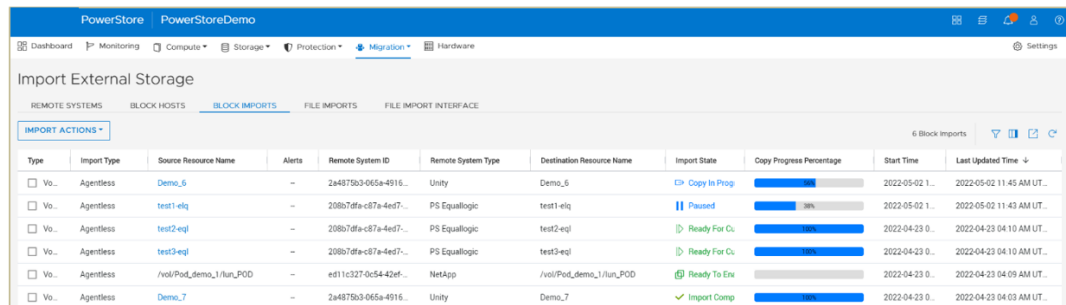 PowerStore PowerStoreDemo
Dashboard Monitoring Compute Storage Protection Migration Hardware Settings
Import External Storage
REMOTE SYSTEMS BLOCK HOSTS BLOCK IMPORTS FILE IMPORTS FILE IMPORT INTERFACE
IMPORT ACTIONS 6 Block Imports
Type Import Type Source Resource Name Alerts Remote System ID Remote System Type Destination Resource Name Import State Copy Progress Percentage Start Time Last Updated Time
Vo... Agentless Demo_6 -- 2a4875b3-065a-4916... Unity Demo_6 Copy In Prog 56% 2022-05-02 1... 2022-05-02 11:45 AM UT...
Vo... Agentless test1-elq -- 208b7dfa-c87a-4ed7-... PS Equallogic test1-elq Paused 38% 2022-05-02 1... 2022-05-02 11:43 AM UT...
Vo... Agentless test2-eql -- 208b7dfa-c87a-4ed7-... PS Equallogic test2-eql Ready For Cu 100% 2022-04-23 0... 2022-04-23 04:10 AM UT...
Vo... Agentless test3-eql -- 208b7dfa-c87a-4ed7-... PS Equallogic test3-eql Ready For Cu 100% 2022-04-23 0... 2022-04-23 04:10 AM UT...
Vo... Agentless /vol/Pod_demo_1/lun_POD -- ed11c327-0c54-42ef-... NetApp /vol/Pod_demo_1/lun_POD Ready To En 2022-04-23 0... 2022-04-23 04:09 AM UT...
Vo... Agentless Demo_7 -- 2a4875b3-065a-4916... Unity Demo_7 Import Comp 100% 2022-04-23 0... 2022-04-23 04:03 AM UT...